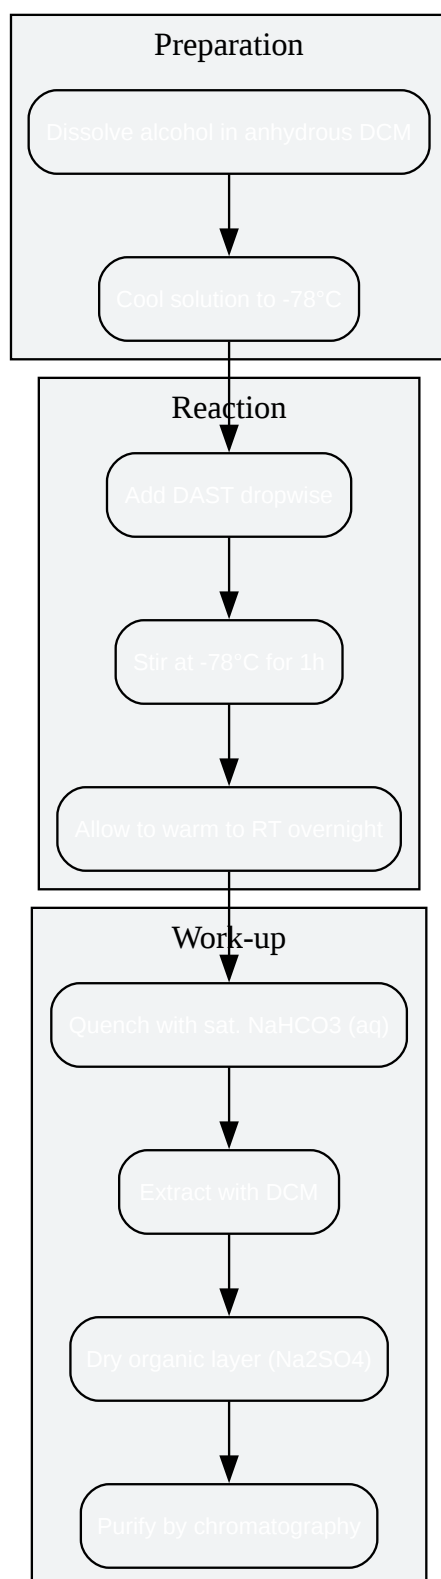 Preparation
Dissolve alcohol in anhydrous DCM
Cool solution to -78°C
Reaction
Add DAST dropwise
Stir at -78°C for 1h
Allow to warm to RT overnight
Work-up
Quench with sat. NaHCO3 (aq)
Extract with DCM
Dry organic layer (Na2SO4)
Purify by chromatography